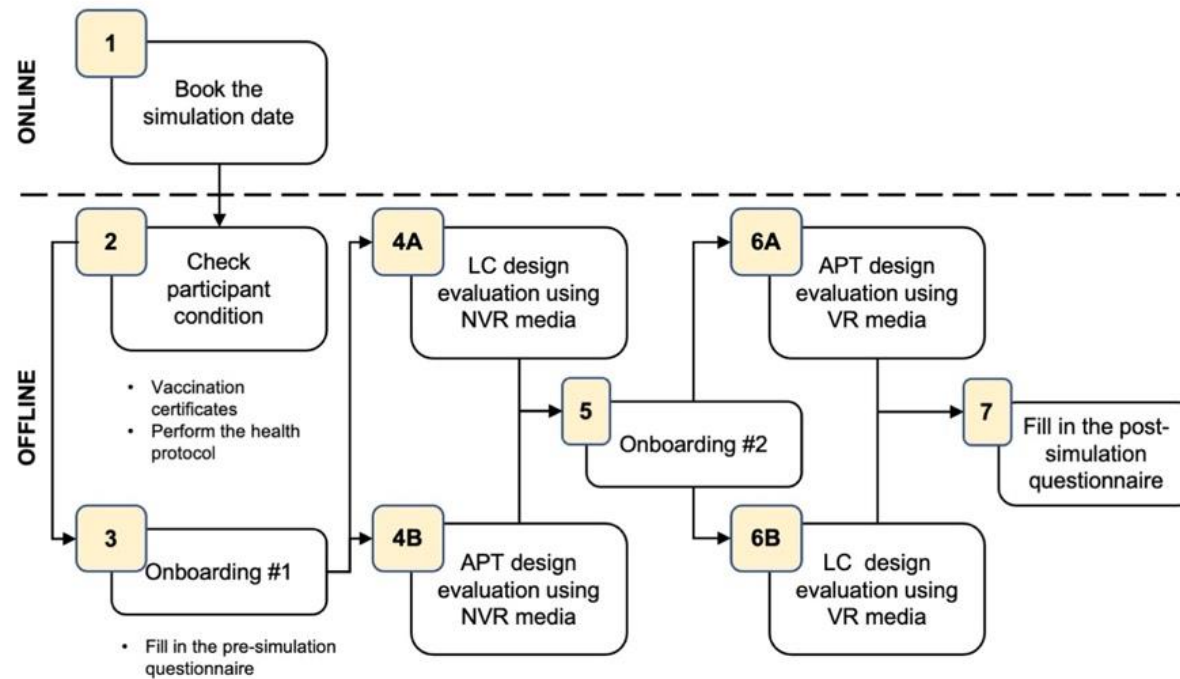 ONLINE
1
Book the
simulation date
OFFLINE
2
Check
participant
condition
• Vaccination
certificates
• Perform the health
protocol
3
Onboarding #1
• Fill in the pre-simulation
questionnaire
4A
LC design
evaluation using
NVR media
4B
APT design
evaluation using
NVR media
5
Onboarding #2
6A
APT design
evaluation using
VR media
6B
LC design
evaluation using
VR media
7
Fill in the post-
simulation
questionnaire